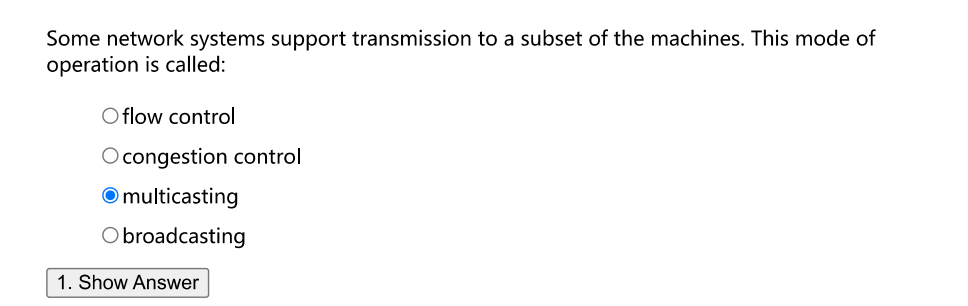 Some network systems support transmission to a subset of the machines. This mode of
operation is called:
flow control
congestion control
multicasting
broadcasting
1. Show Answer